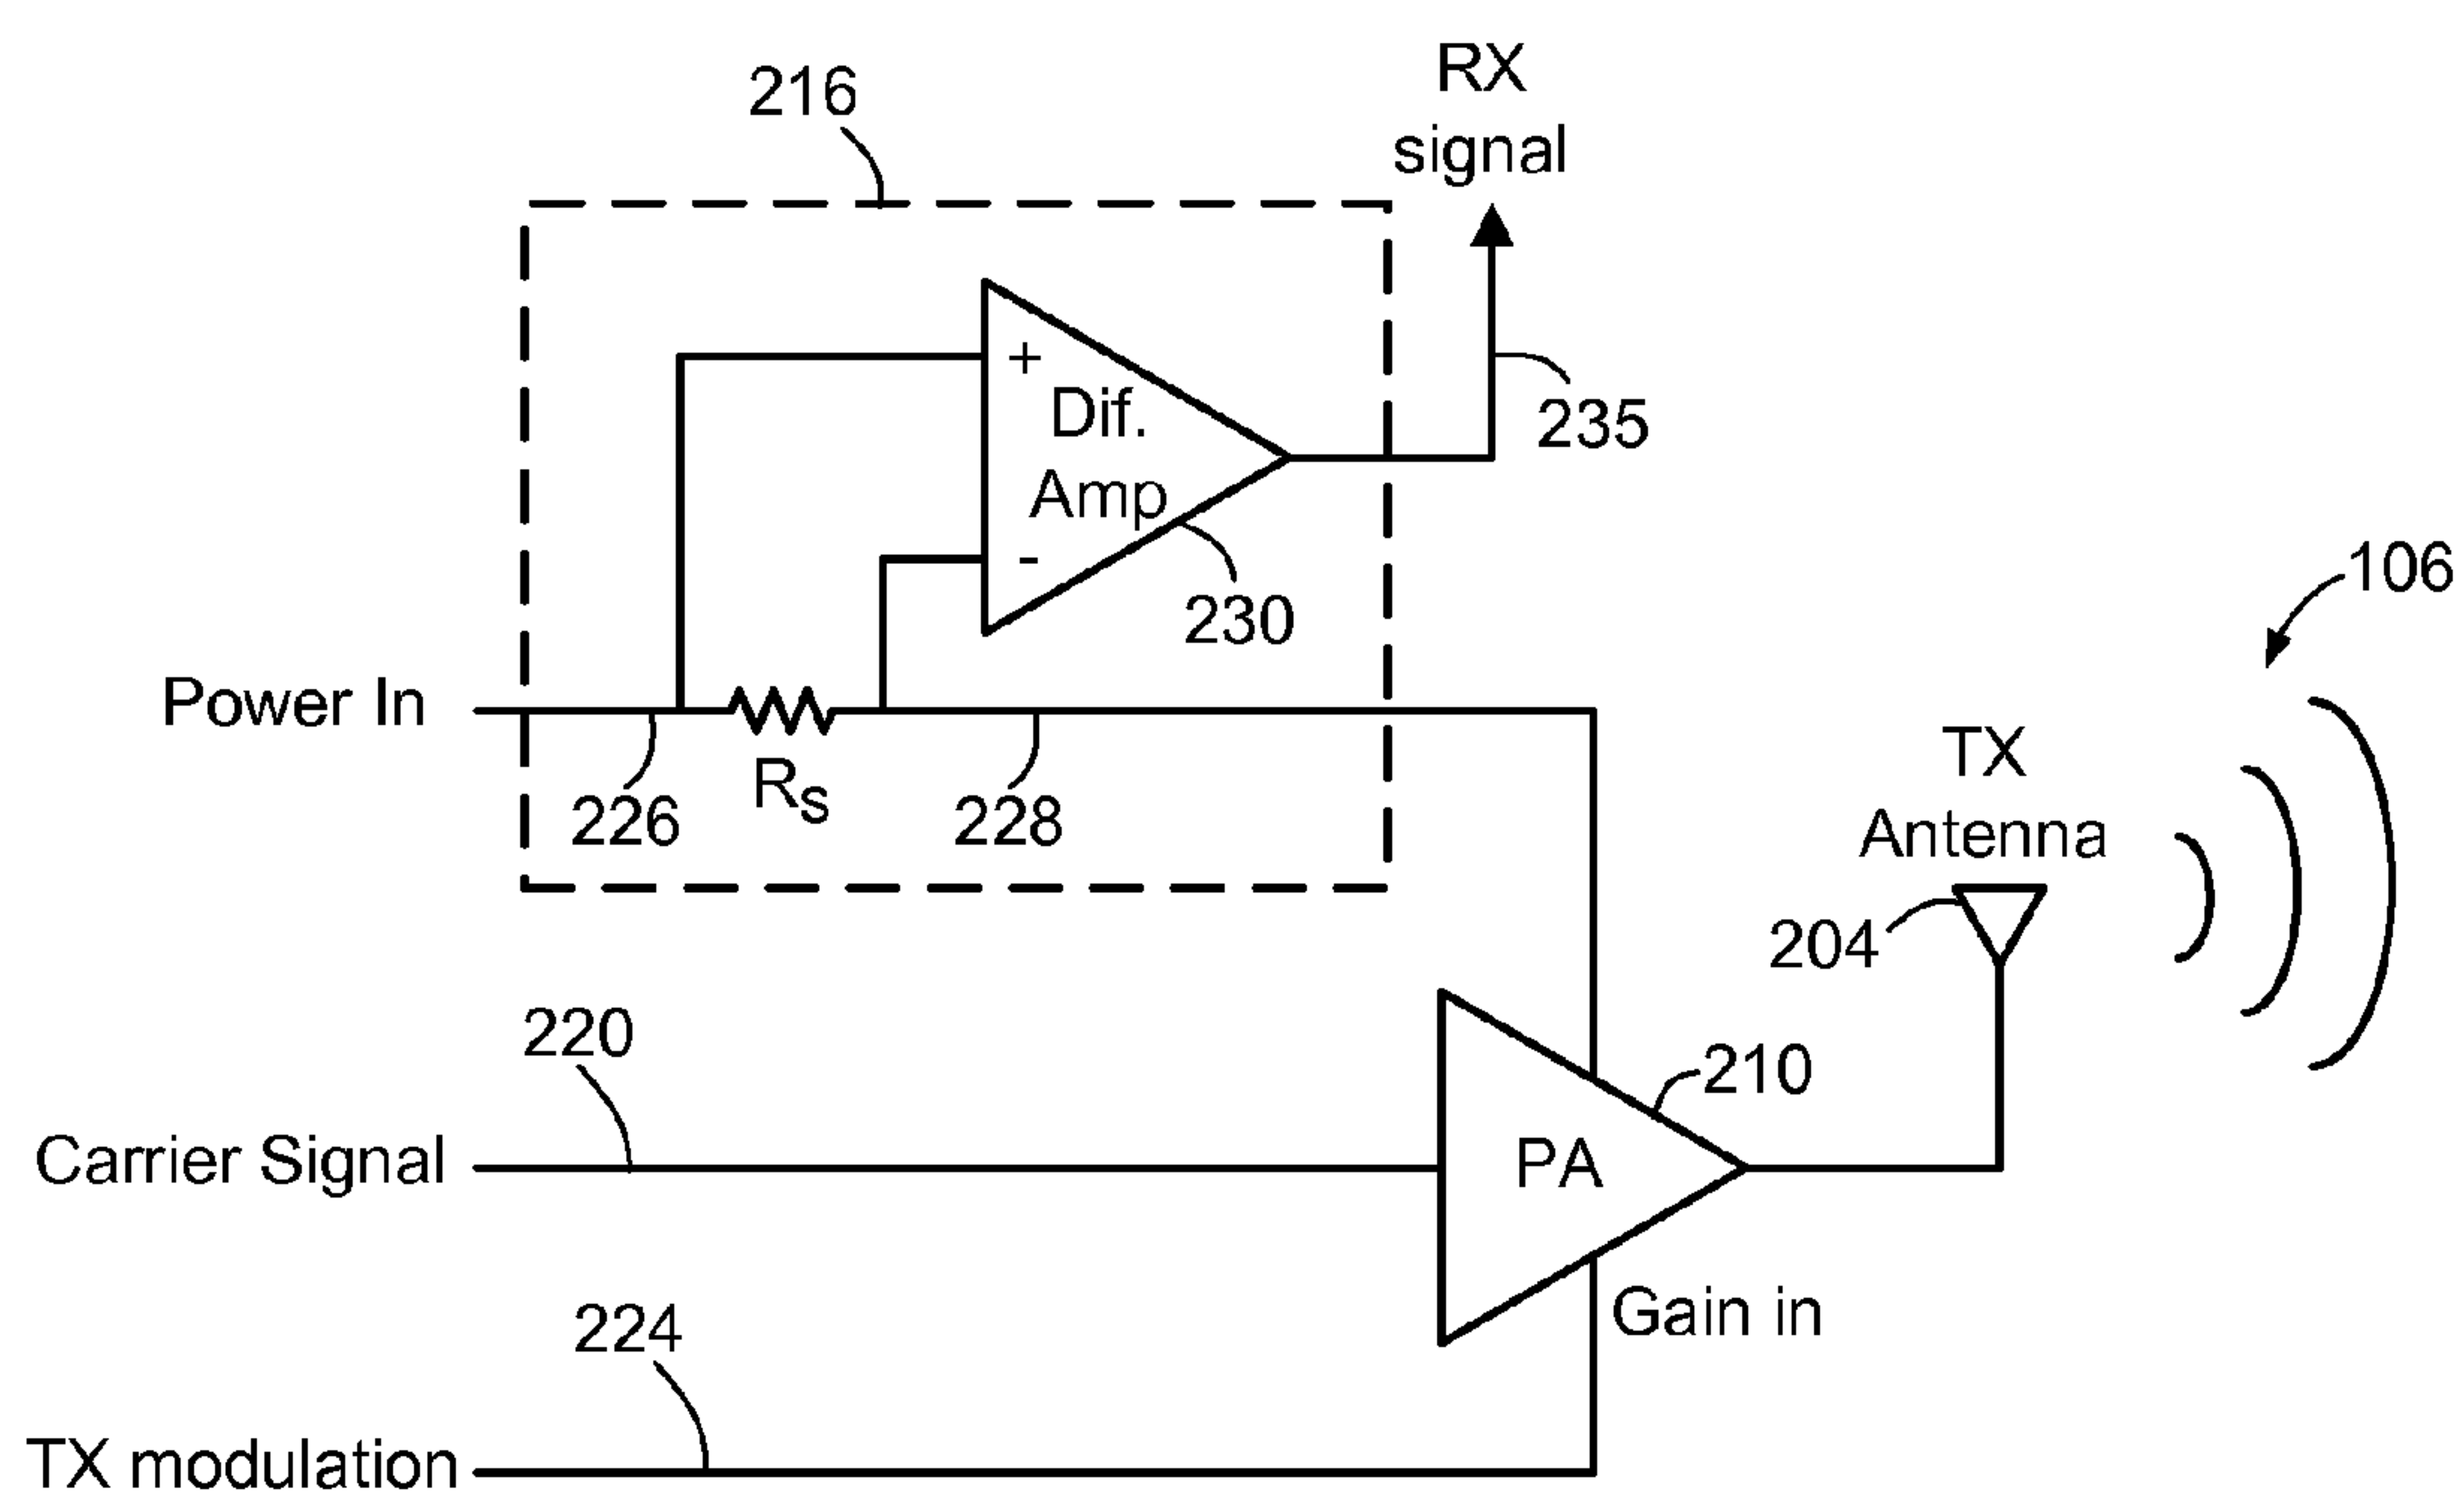 RX
signal
216
+
Dif.
Amp
-
235
230
106
Power In
226
RS
228
TX
Antenna
204
220
210
Carrier Signal
PA
Gain in
224
TX modulation